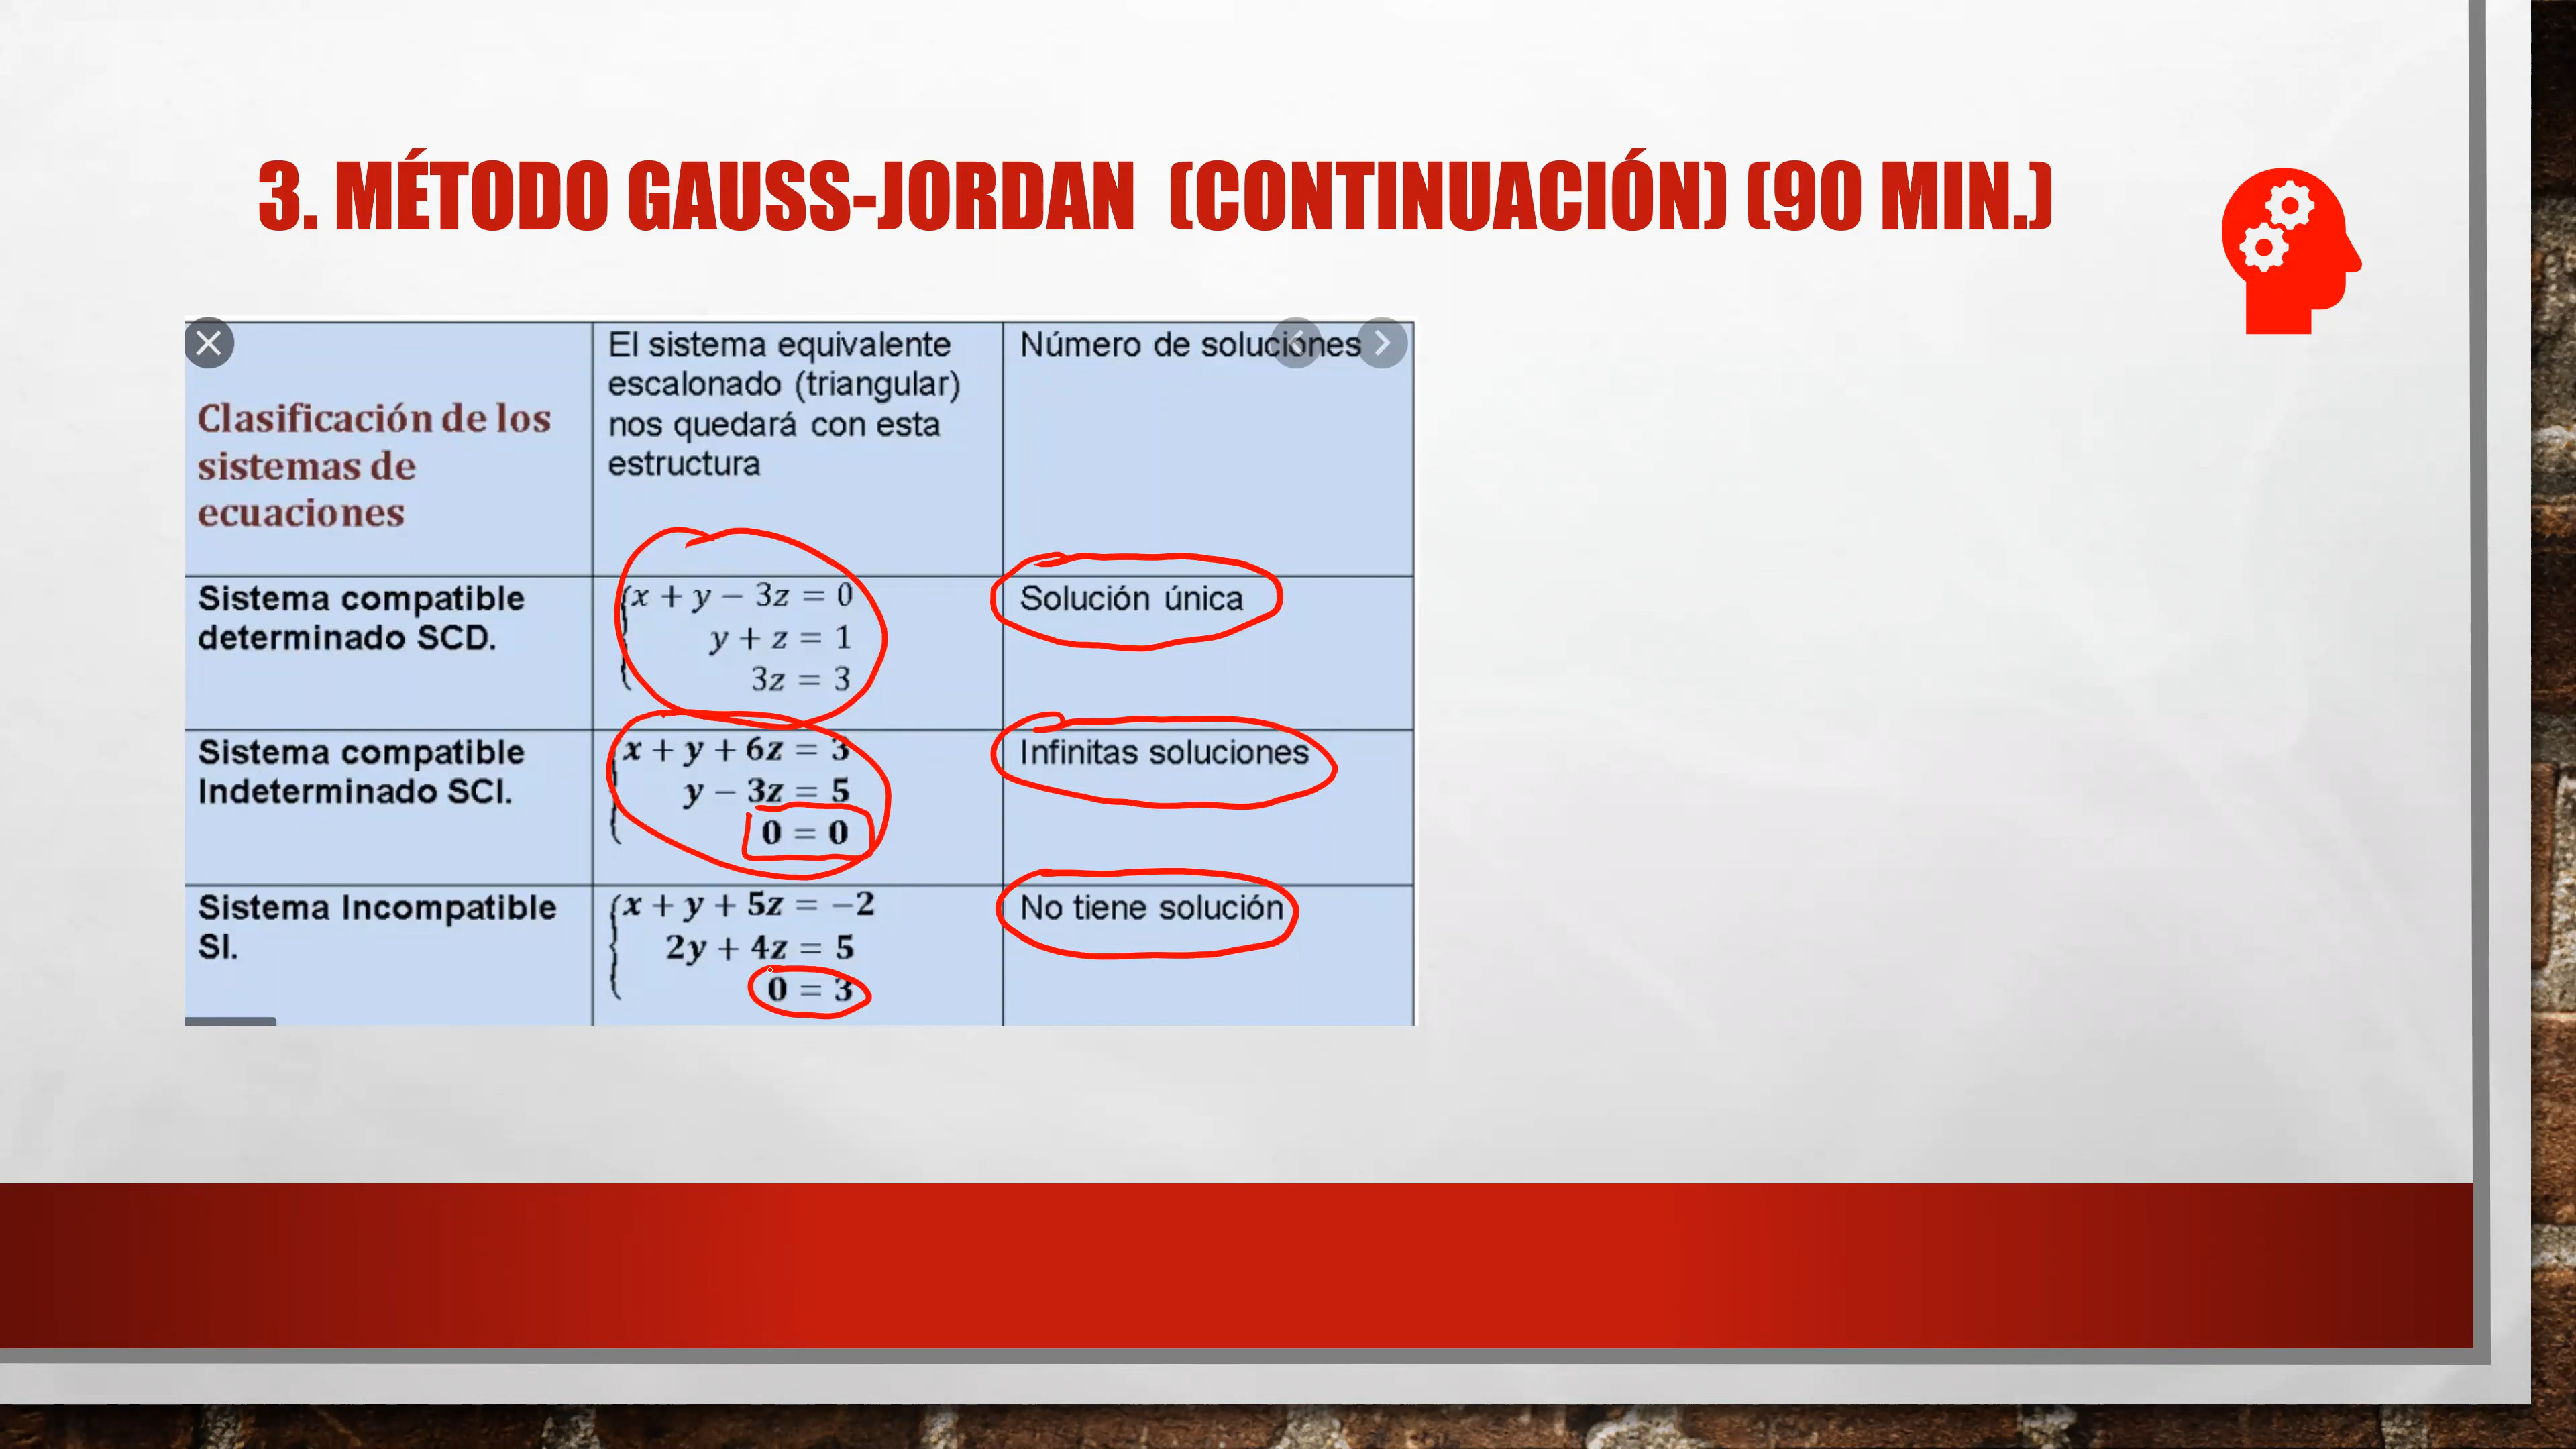 3. MÉTODO GAUSS-JORDAN (CONTINUACIÓN) (90 MIN.)
Clasificación de los
sistemas de
ecuaciones
El sistema equivalente
escalonado (triangular)
nos quedará con esta
estructura
Número de soluciones
Sistema compatible
determinado SCD.
x + y − 3z = 0
y + z = 1
3z = 3
Solución única
Sistema compatible
Indeterminado SCI.
x + y + 6z = 3
y − 3z = 5
0 = 0
Infinitas soluciones
Sistema Incompatible
SI.
x + y + 5z = −2
2y + 4z = 5
0 = 3
No tiene solución